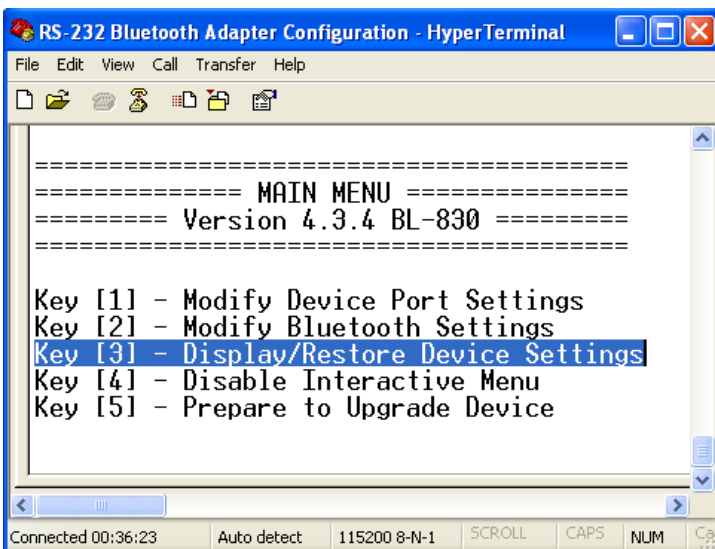 RS-232 Bluetooth Adapter Configuration - HyperTerminal
File Edit View Call Transfer Help
========================================
============== MAIN MENU ===============
========= Version 4.3.4 BL-830 =========
========================================
Key [1] - Modify Device Port Settings
Key [2] - Modify Bluetooth Settings
Key [3] - Display/Restore Device Settings
Key [4] - Disable Interactive Menu
Key [5] - Prepare to Upgrade Device
Connected 00:36:23 Auto detect 115200 8-N-1 SCROLL CAPS NUM